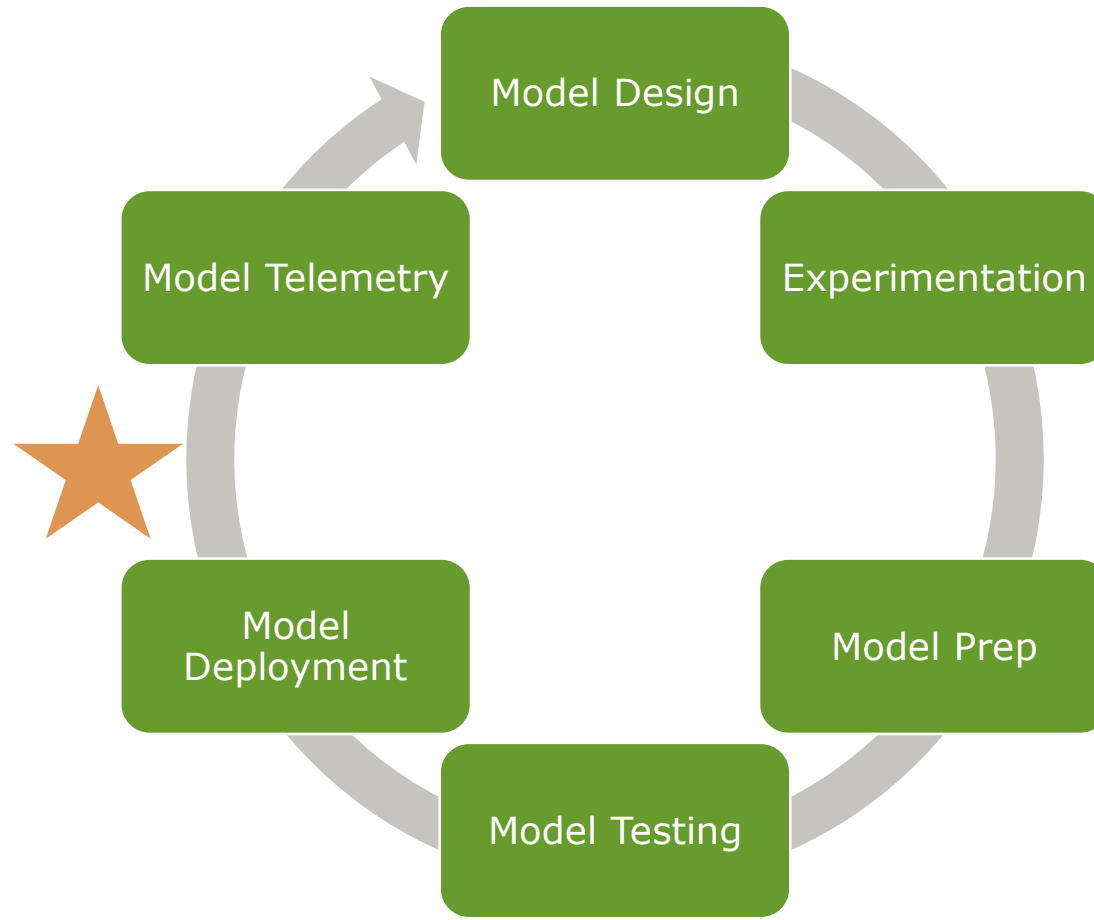 Model Design
Experimentation
Model Prep
Model Testing
Model
Deployment
Model Telemetry